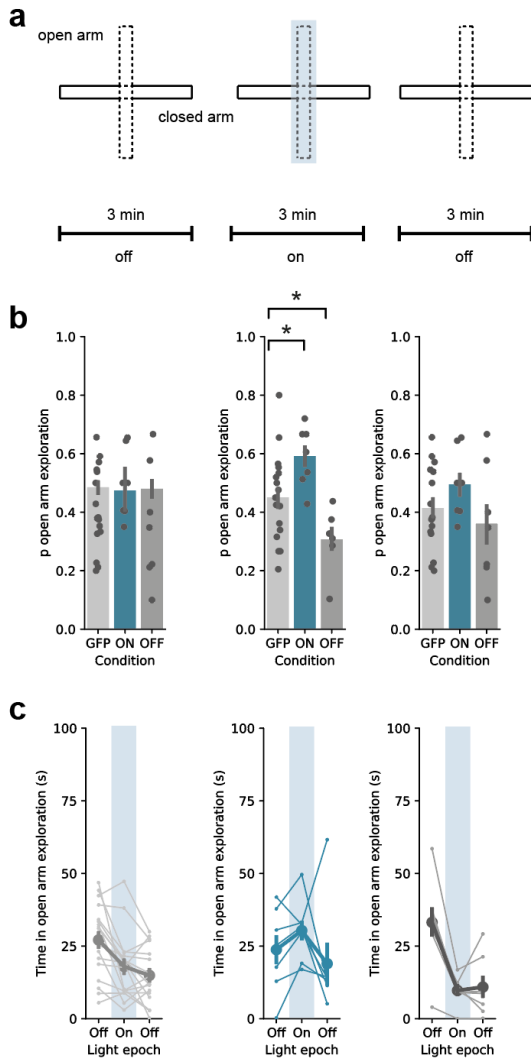 a
open arm
closed arm
3 min 3 min 3 min
off on off
b
* *
p open arm exploration
1.0
0.8
0.6
0.4
0.2
0.0
GFP ON OFF
Condition
p open arm exploration
1.0
0.8
0.6
0.4
0.2
0.0
GFP ON OFF
Condition
p open arm exploration
1.0
0.8
0.6
0.4
0.2
0.0
GFP ON OFF
Condition
c
Time in open arm exploration (s)
100
75
50
25
0
Off On Off
Light epoch
Time in open arm exploration (s)
100
75
50
25
0
Off On Off
Light epoch
Time in open arm exploration (s)
100
75
50
25
0
Off On Off
Light epoch